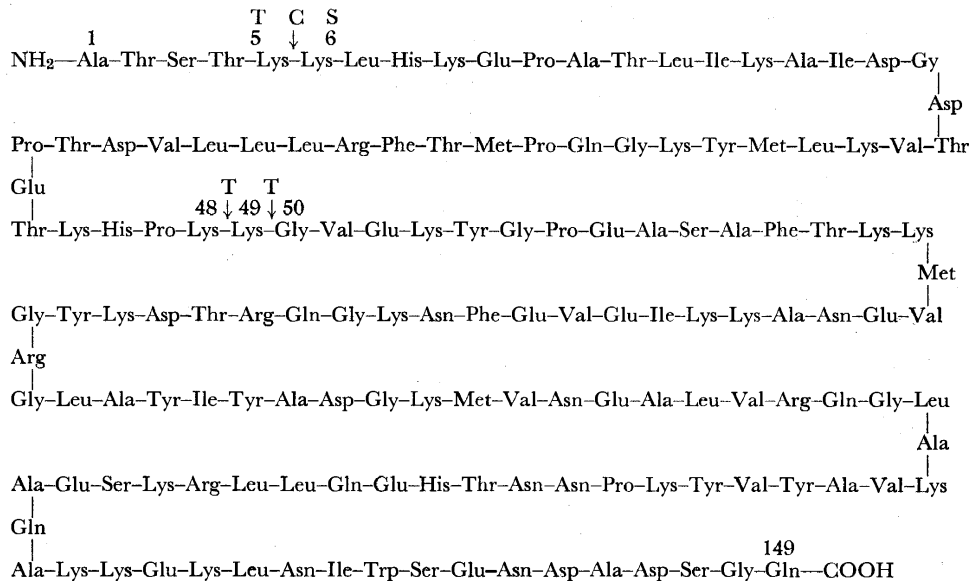 T C S
1 5 ↓ 6
NH2—Ala–Thr–Ser–Thr–Lys–Lys–Leu–His–Lys–Glu–Pro–Ala–Thr–Leu–Ile–Lys–Ala–Ile–Asp–Gy
Asp
Pro–Thr–Asp–Val–Leu–Leu–Leu–Arg–Phe–Thr–Met–Pro–Gln–Gly–Lys–Tyr–Met–Leu–Lys–Val–Thr
Glu
T T
48 ↓ 49 ↓ 50
Thr–Lys–His–Pro–Lys–Lys–Gly–Val–Glu–Lys–Tyr–Gly–Pro–Glu–Ala–Ser–Ala–Phe–Thr–Lys–Lys
Met
Gly–Tyr–Lys–Asp–Thr–Arg–Gln–Gly–Lys–Asn–Phe–Glu–Val–Glu–Ile–Lys–Lys–Ala–Asn–Glu–Val
Arg
Gly–Leu–Ala–Tyr–Ile–Tyr–Ala–Asp–Gly–Lys–Met–Val–Asn–Glu–Ala–Leu–Val–Arg–Gln–Gly–Leu
Ala
Ala–Glu–Ser–Lys–Arg–Leu–Leu–Gln–Glu–His–Thr–Asn–Asn–Pro–Lys–Tyr–Val–Tyr–Ala–Val–Lys
Gln
149
Ala–Lys–Lys–Glu–Lys–Leu–Asn–Ile–Trp–Ser–Glu–Asn–Asp–Ala–Asp–Ser–Gly–Gln—COOH